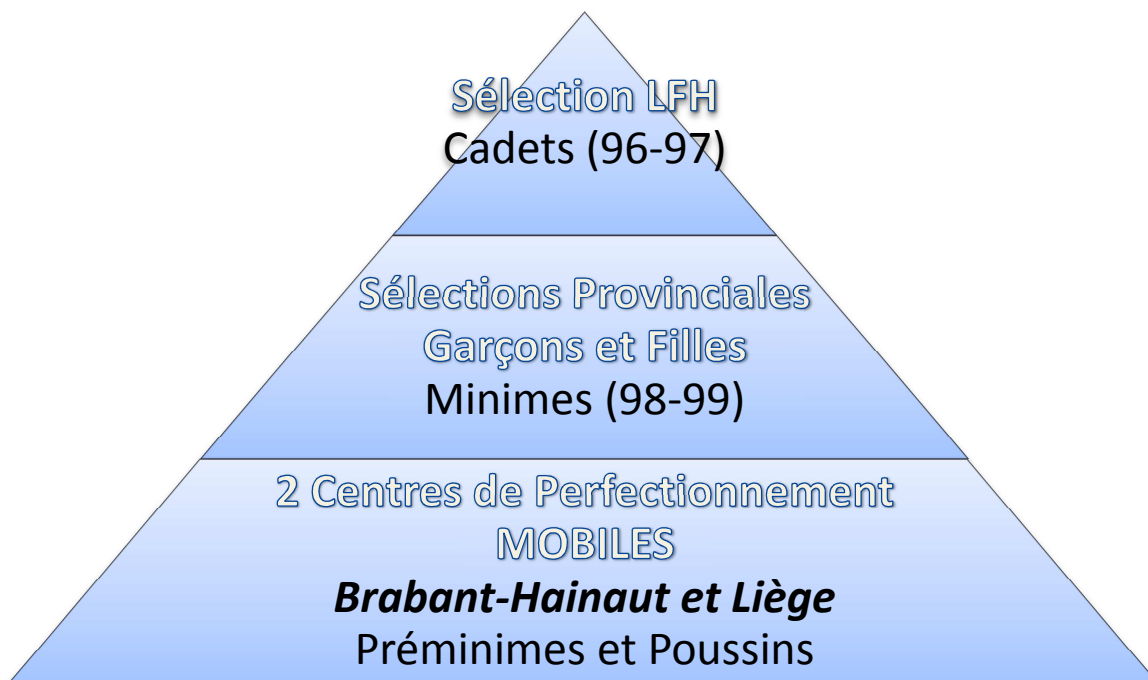 Sélection LFH
Cadets (96-97)
Sélections Provinciales
Garçons et Filles
Minimes (98-99)
2 Centres de Perfectionnement
MOBILES
Brabant-Hainaut et Liège
Préminimes et Poussins